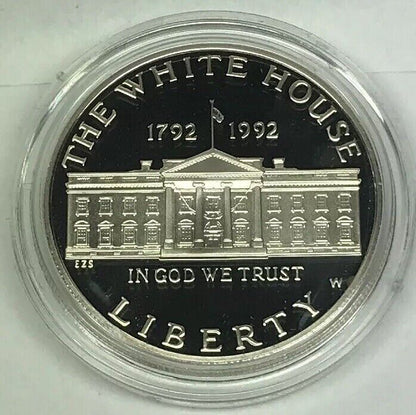 THE WHITE HOUSE
1792 1992
EZS
IN GOD WE TRUST
W
LIBERTY